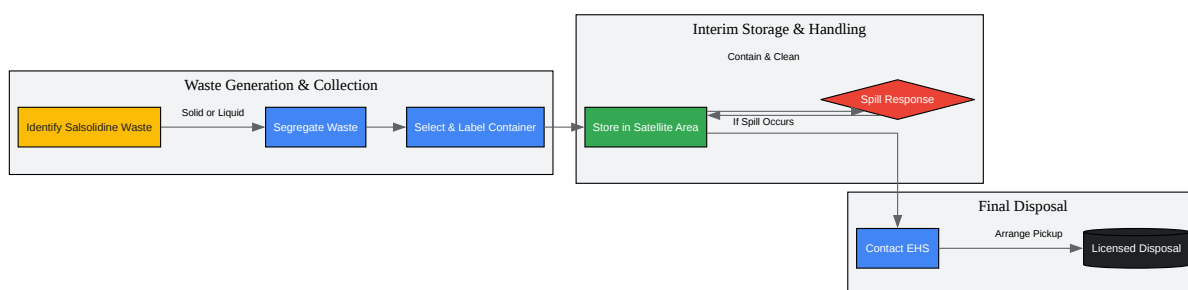 Waste Generation & Collection
Identify Salsolidine Waste
Solid or Liquid
Segregate Waste
Select & Label Container
Interim Storage & Handling
Contain & Clean
Spill Response
Store in Satellite Area
If Spill Occurs
Final Disposal
Contact EHS
Arrange Pickup
Licensed Disposal